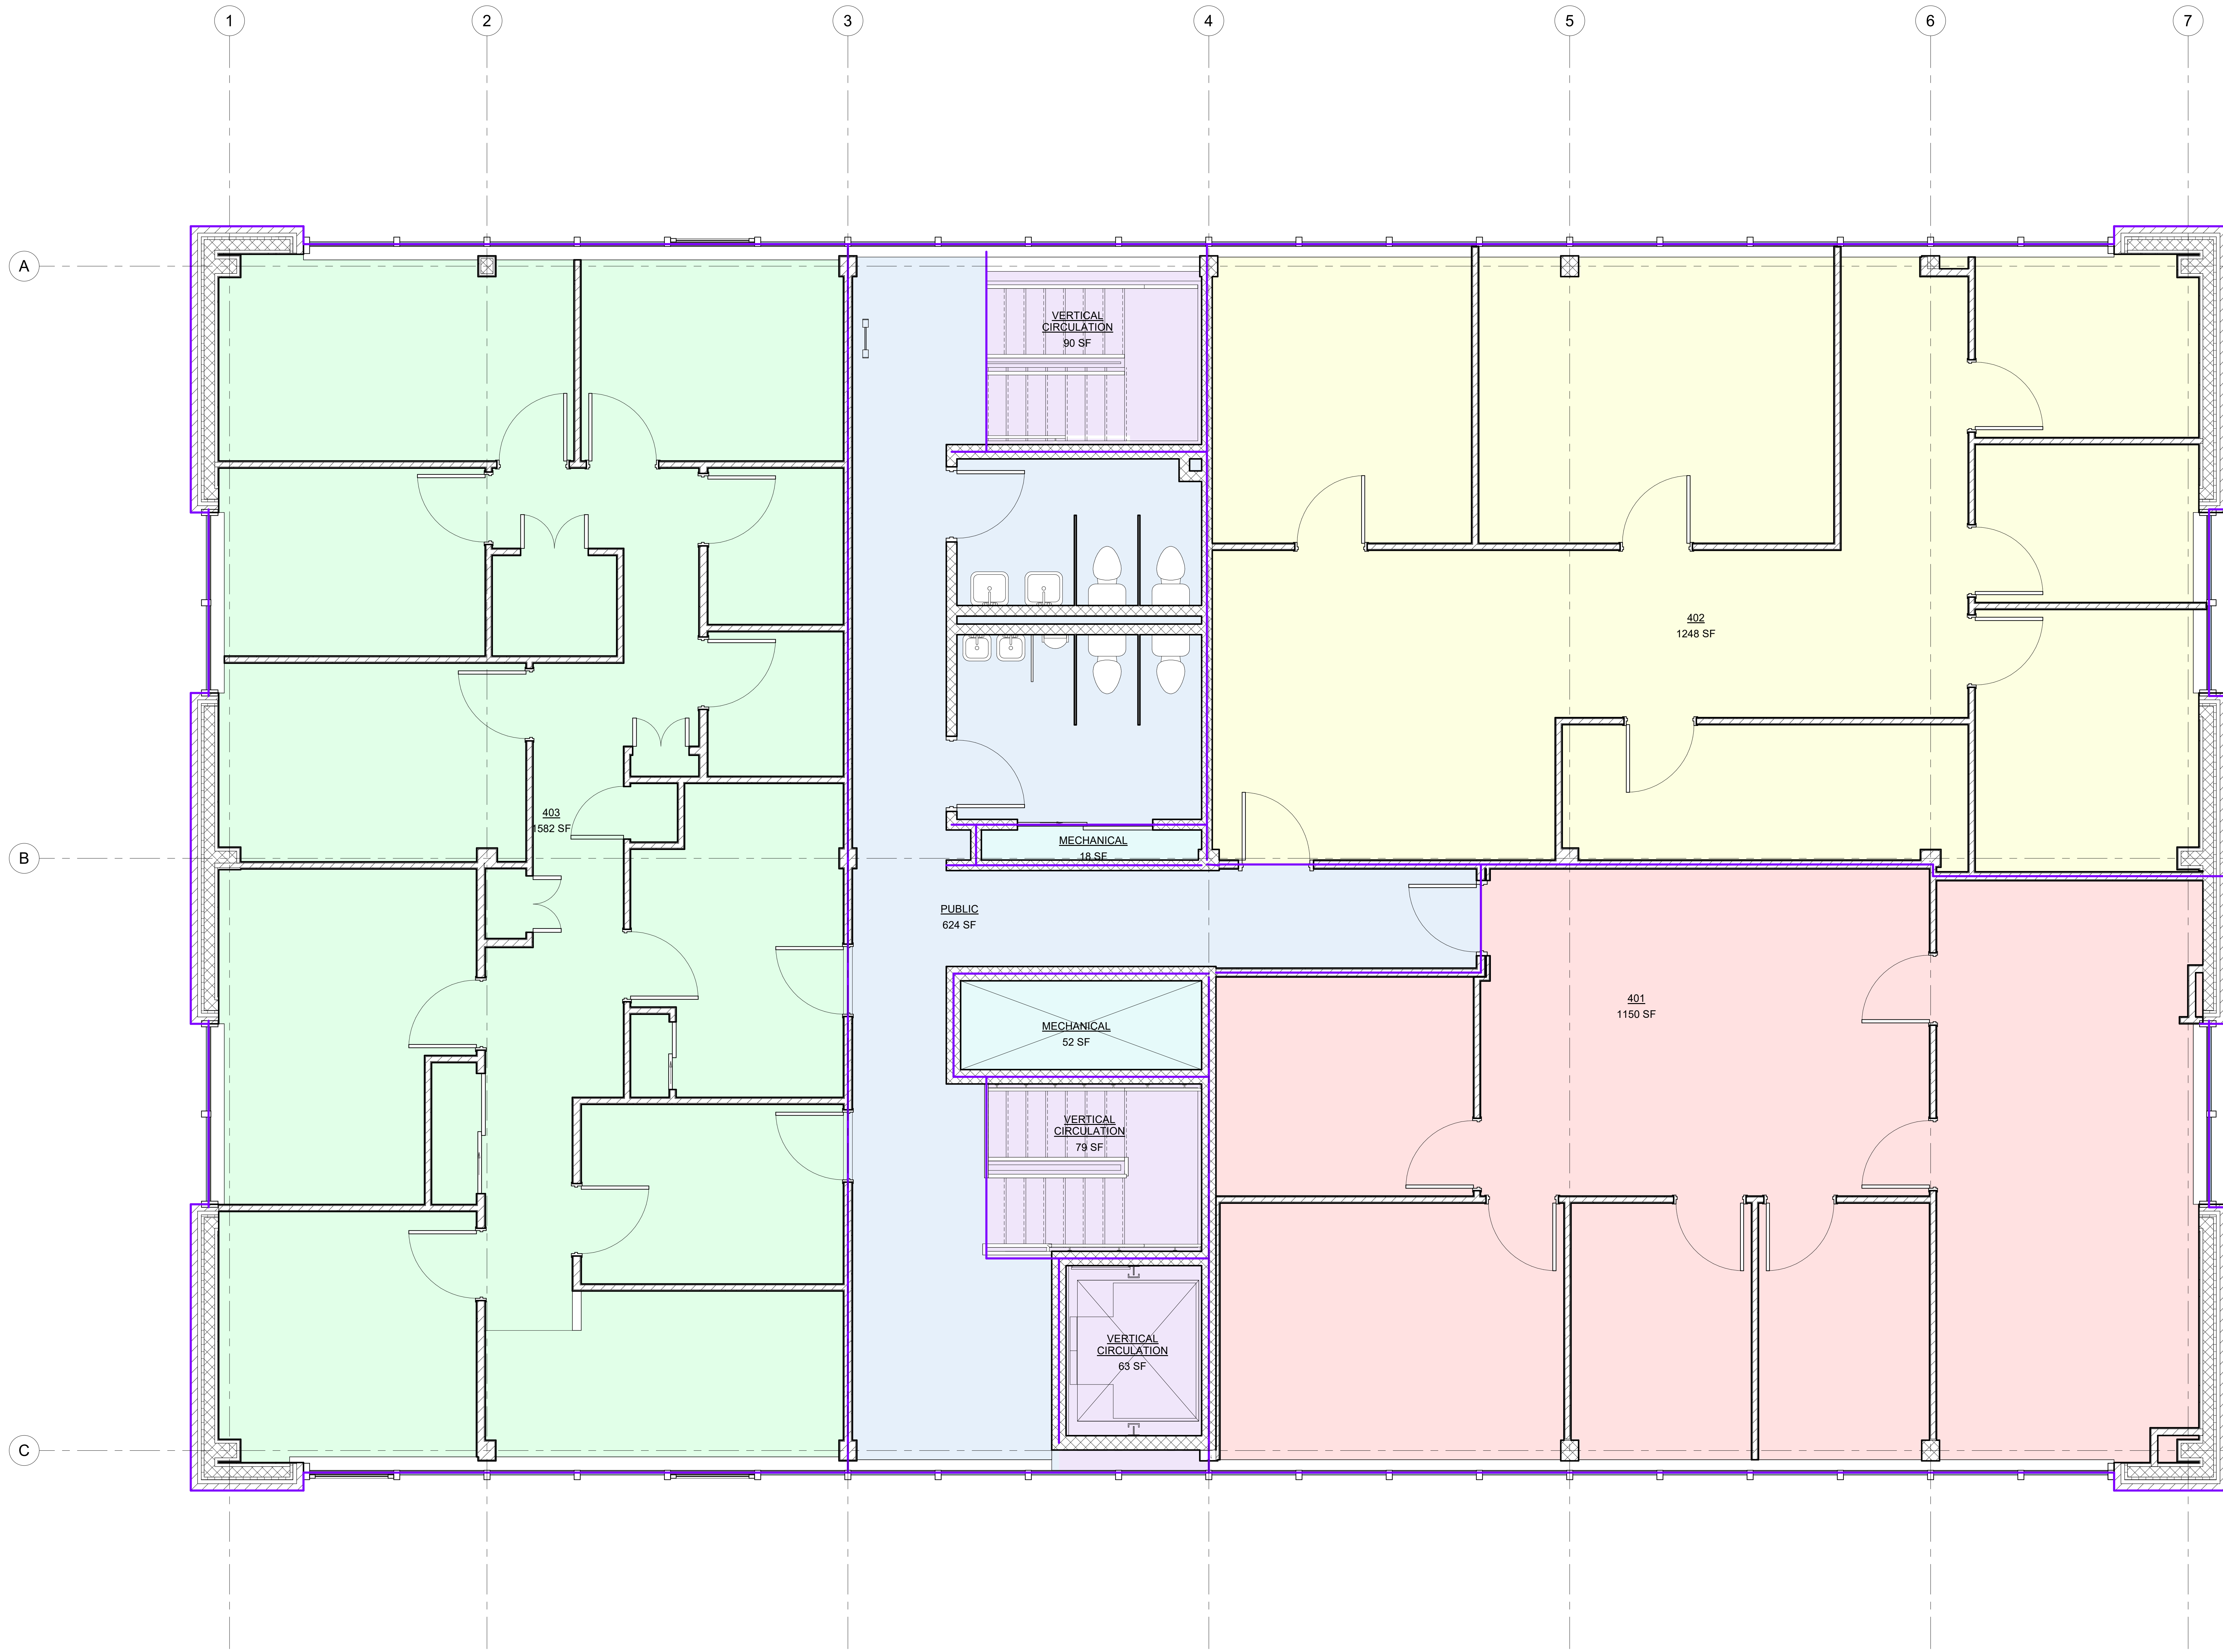 1 2 3 4 5 6 7
A
VERTICAL
CIRCULATION
90 SF
402
1248 SF
403
1582 SF
MECHANICAL
18 SF
B
PUBLIC
624 SF
401
1150 SF
MECHANICAL
52 SF
VERTICAL
CIRCULATION
79 SF
VERTICAL
CIRCULATION
63 SF
C